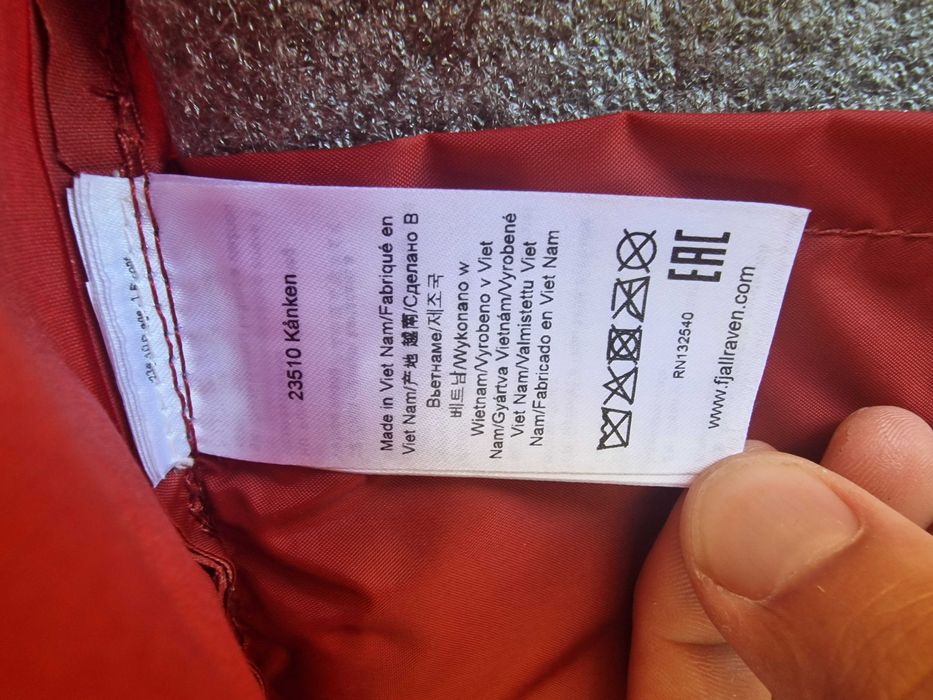 23510 Kånken
Made in Viet Nam/Fabriqué en
Viet Nam/产地 越南/Сделано В
Вьетнаме/제조국
베트남/Wykonano w
Wietnam/Vyrobeno v Viet
Nam/Gyártva Vietnám/Vyrobené
Viet Nam/Valmistettu Viet
Nam/Fabricado en Viet Nam
RN132540
EAC
www.fjallraven.com